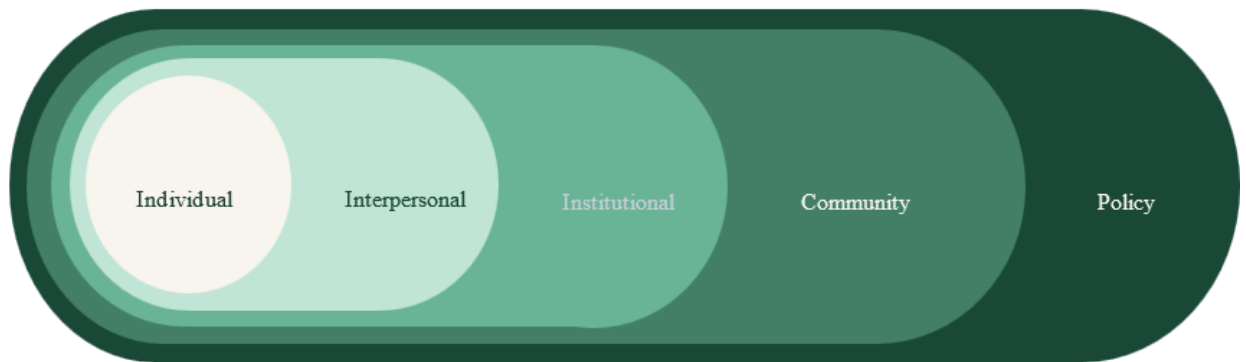 Individual
Interpersonal
Institutional
Community
Policy